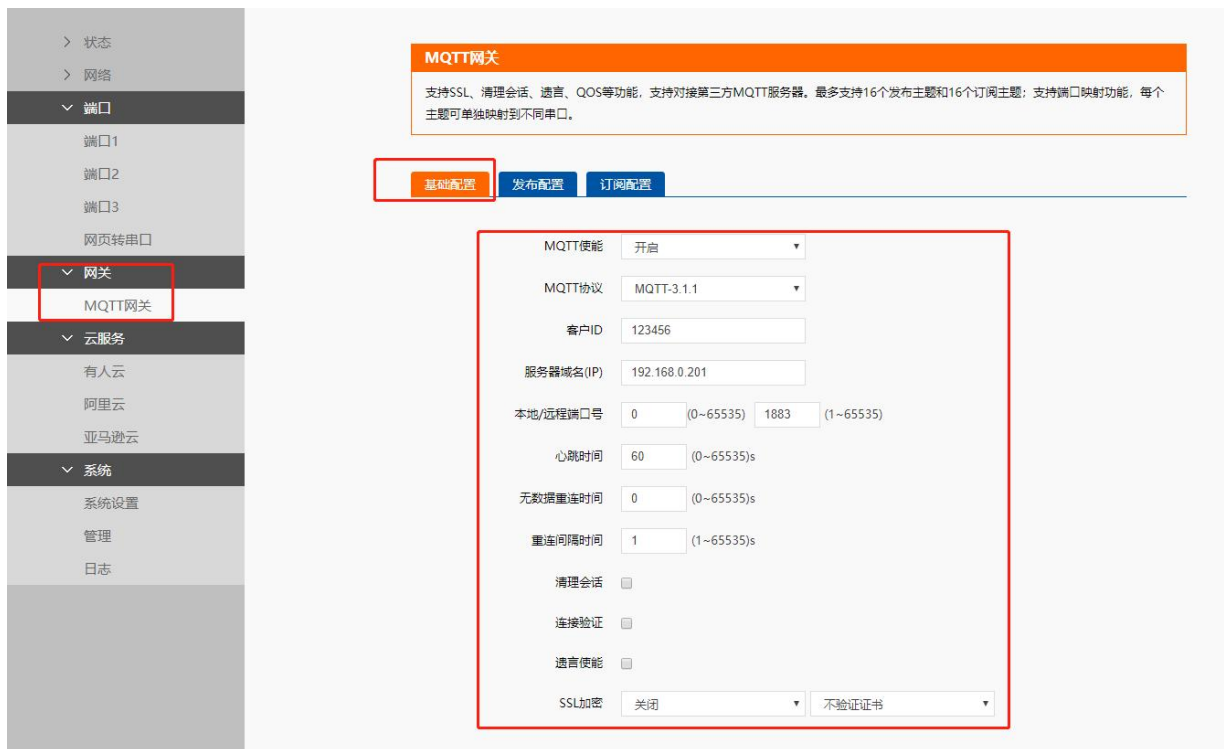 状态
网络
端口
端口1
端口2
端口3
网页转串口
网关
MQTT网关
云服务
有人云
阿里云
亚马逊云
系统
系统设置
管理
日志
MQTT网关
支持SSL、清理会话、遗言、QOS等功能，支持对接第三方MQTT服务器。最多支持16个发布主题和16个订阅主题；支持端口映射功能，每个
主题可单独映射到不同串口。
基础配置 发布配置 订阅配置
MQTT使能 开启
MQTT协议 MQTT-3.1.1
客户ID 123456
服务器域名(IP) 192.168.0.201
本地/远程端口号 0 (0~65535) 1883 (1~65535)
心跳时间 60 (0~65535)s
无数据重连时间 0 (0~65535)s
重连间隔时间 1 (1~65535)s
清理会话
连接验证
遗言使能
SSL加密 关闭 不验证证书